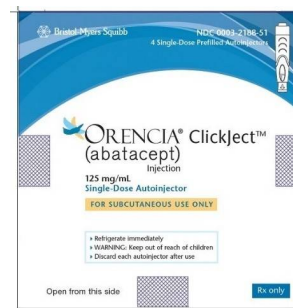 Bristol-Myers Squibb
NDC 0003-2188-51
4 Single-Dose Prefilled Autoinjectors
ORENCIA® ClickJect™
(abatacept)
Injection
125 mg/mL
Single-Dose Autoinjector
FOR SUBCUTANEOUS USE ONLY
Refrigerate immediately
WARNING: Keep out of reach of children
Discard each autoinjector after use
Open from this side
Rx only